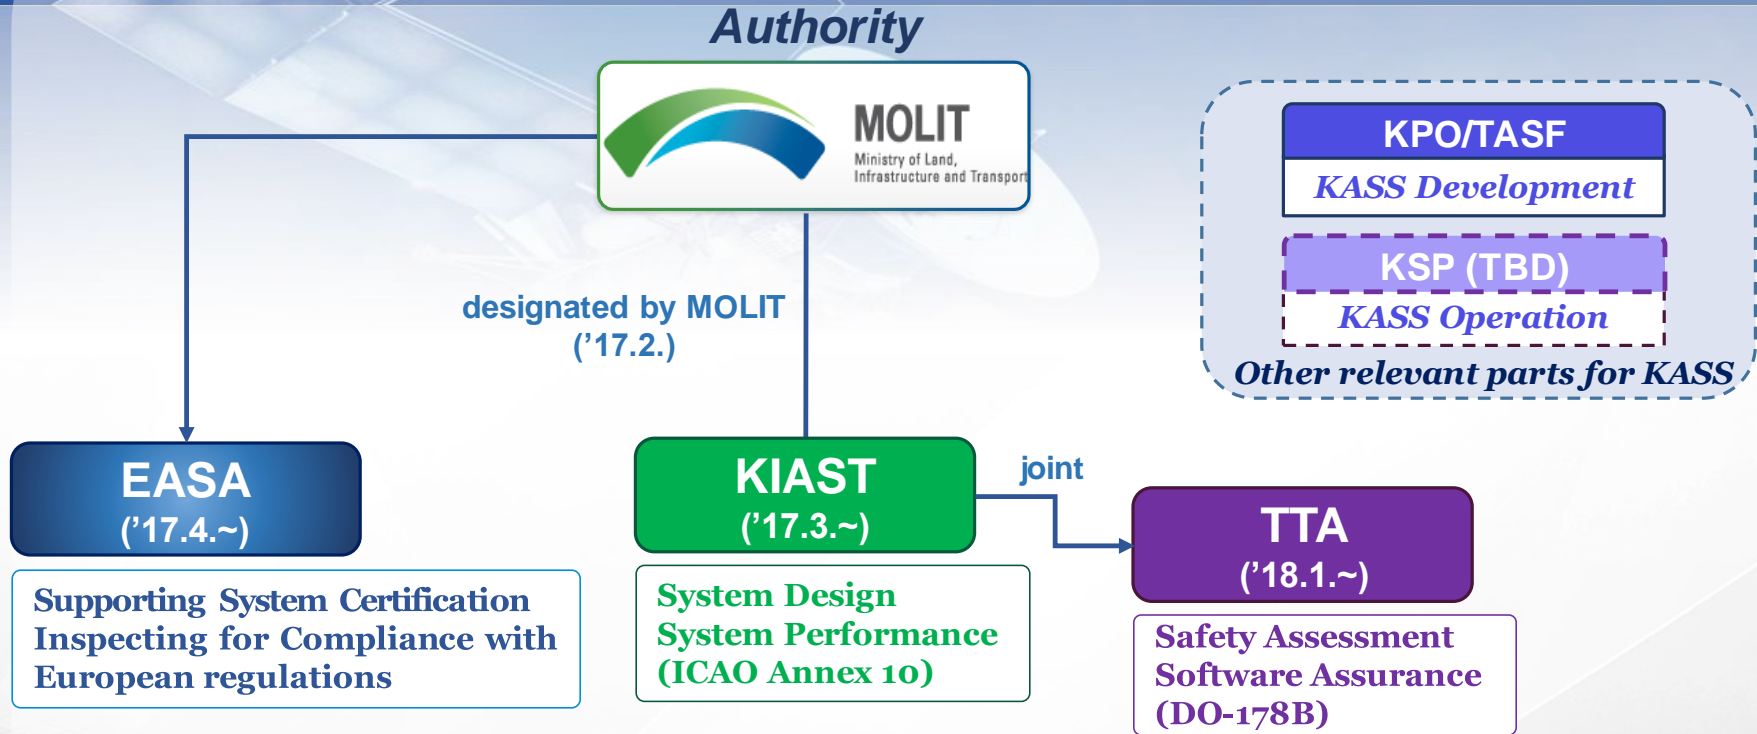 Authority
MOLIT
Ministry of Land,
Infrastructure and Transport
KPO/TASF
KASS Development
KSP (TBD)
KASS Operation
Other relevant parts for KASS
designated by MOLIT
(’17.2.)
EASA
(’17.4.~)
Supporting System Certification
Inspecting for Compliance with
European regulations
KIAST
(’17.3.~)
System Design
System Performance
(ICAO Annex 10)
joint
TTA
(’18.1.~)
Safety Assessment
Software Assurance
(DO-178B)